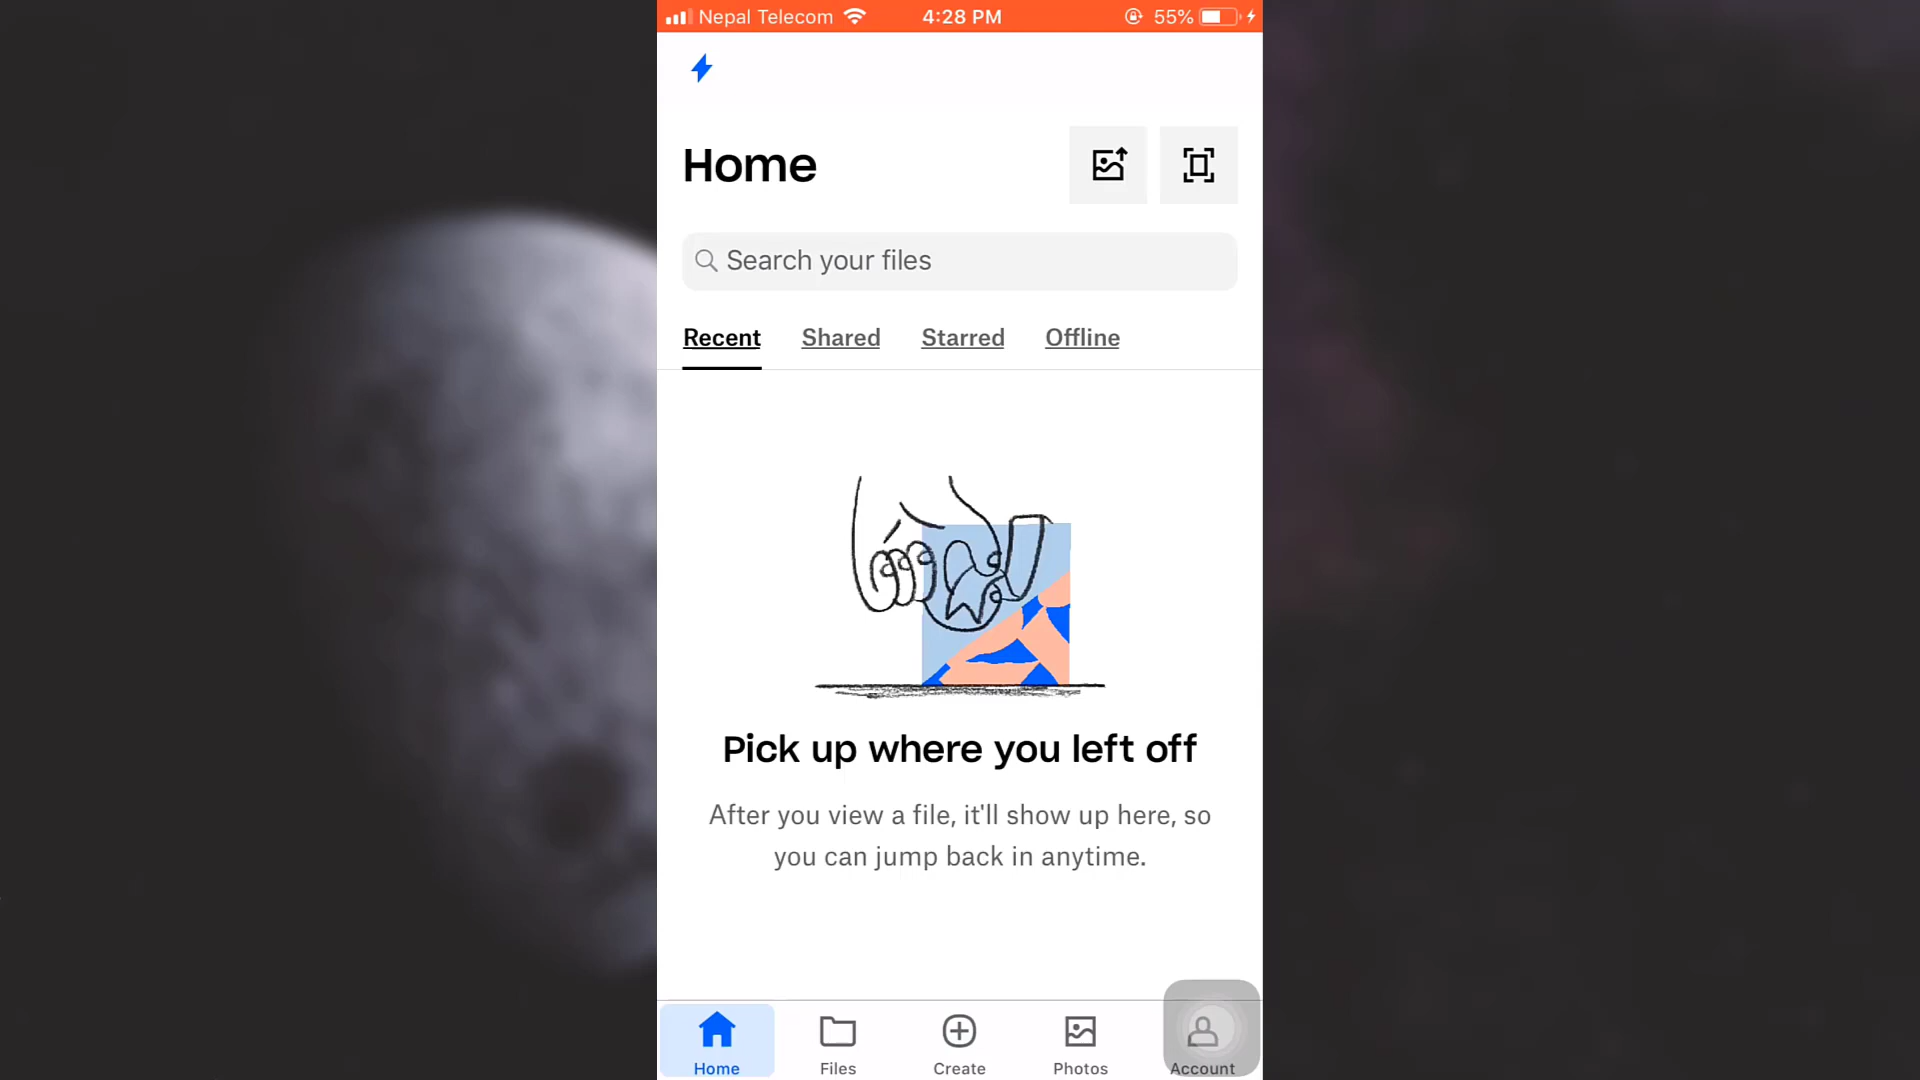 Nepal Telecom 4:28 PM 55%
Home
Search your files
Recent Shared Starred Offline
Pick up where you left off
After you view a file, it'll show up here, so
you can jump back in anytime.
Home Files Create Photos Account